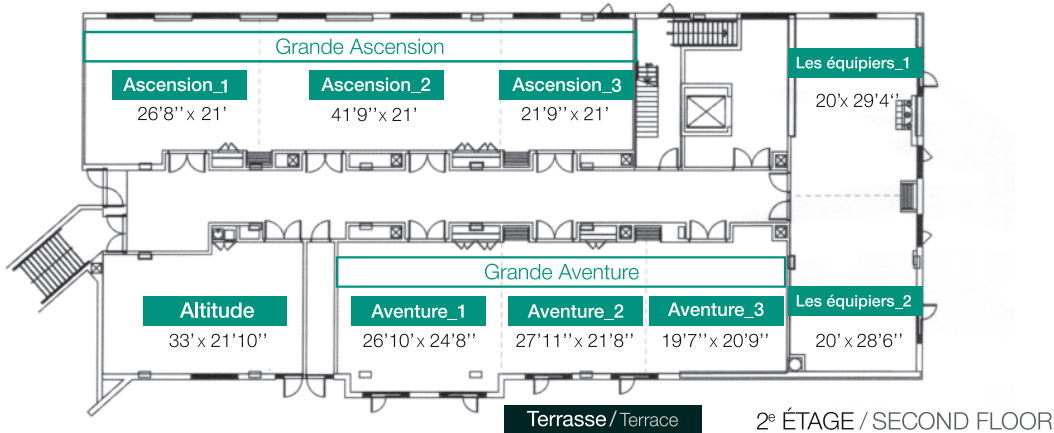 Grande Ascension
Ascension_1
26'8'' x 21'
Ascension_2
41'9'' x 21'
Ascension_3
21'9'' x 21'
Les équipiers_1
20'x 29'4‘‘
Grande Aventure
Altitude
33' x 21'10''
Aventure_1
26'10' x 24'8''
Aventure_2
27'11'' x 21'8''
Aventure_3
19'7'' x 20'9''
Les équipiers_2
20' x 28'6''
Terrasse / Terrace
2e ÉTAGE / SECOND FLOOR